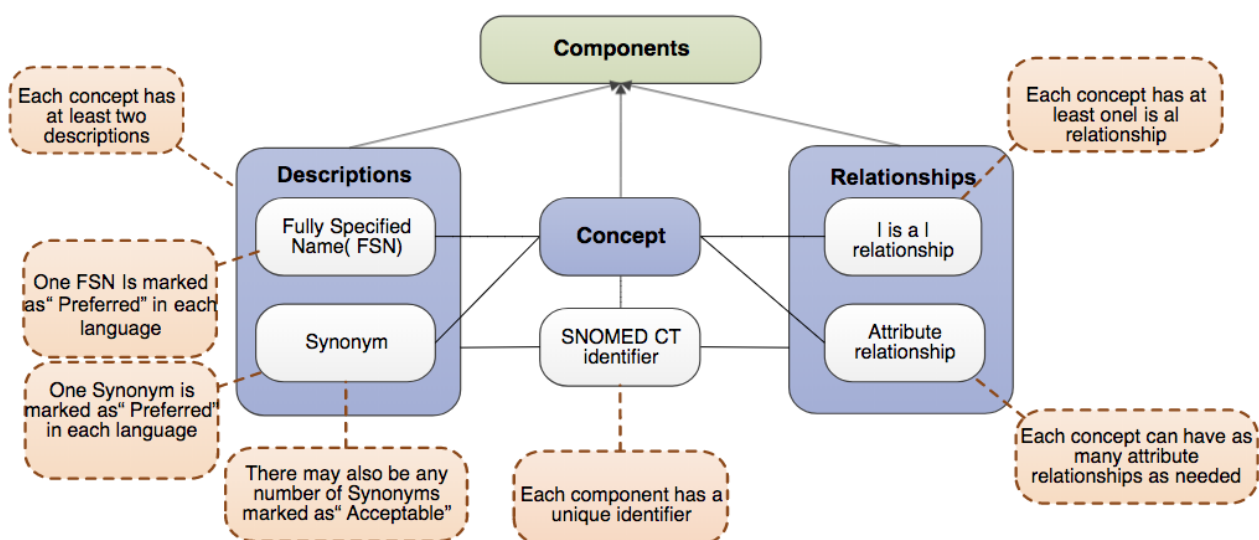 Components
Each concept has
at least two
descriptions
Each concept has at
least onel is al
relationship
Descriptions
Relationships
Fully Specified
Name( FSN)
Concept
I is a I
relationship
One FSN Is marked
as“ Preferred” in each
language
Synonym
SNOMED CT
identifier
Attribute
relationship
One Synonym is
marked as“ Preferred”
in each language
There may also be any
number of Synonyms
marked as“ Acceptable”
Each component has a
unique identifier
Each concept can have as
many attribute
relationships as needed